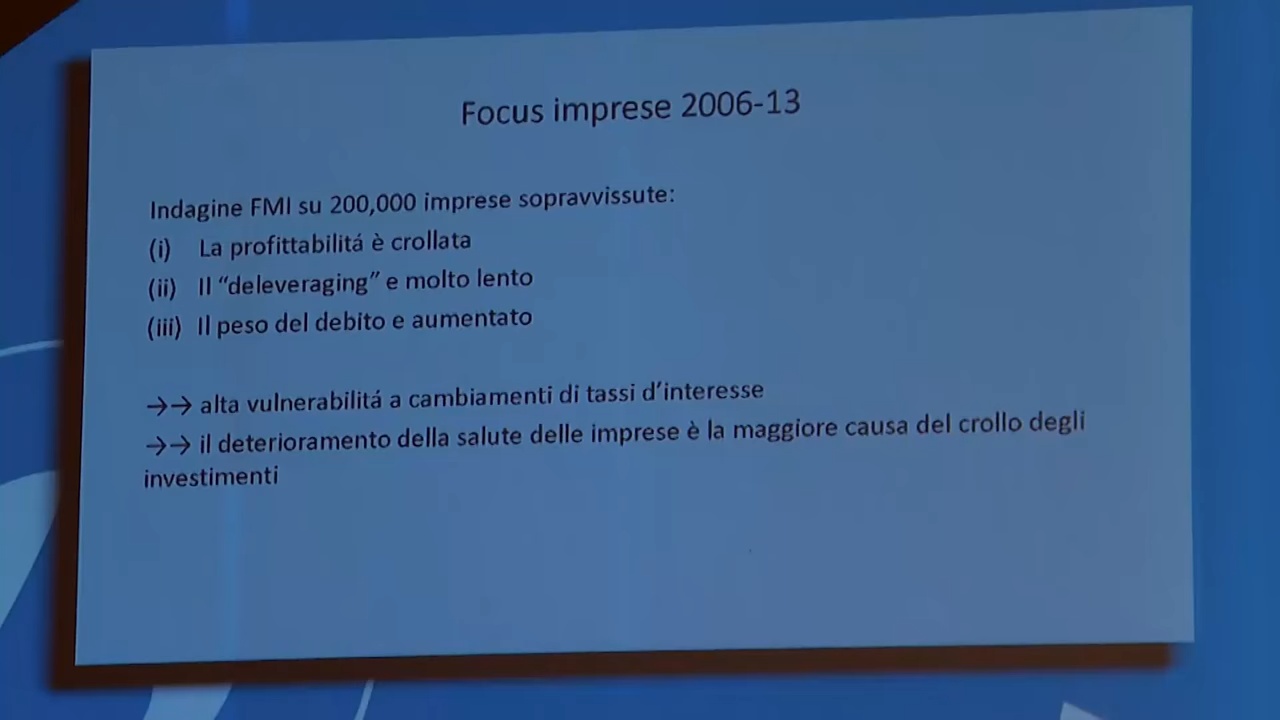 Focus imprese 2006-13
Indagine FMI su 200,000 imprese sopravvissute:
(i) La profittabilitá è crollata
(ii) Il “deleveraging” e molto lento
(iii) Il peso del debito e aumentato
→→ alta vulnerabilitá a cambiamenti di tassi d’interesse
→→ il deterioramento della salute delle imprese è la maggiore causa del crollo degli
investimenti